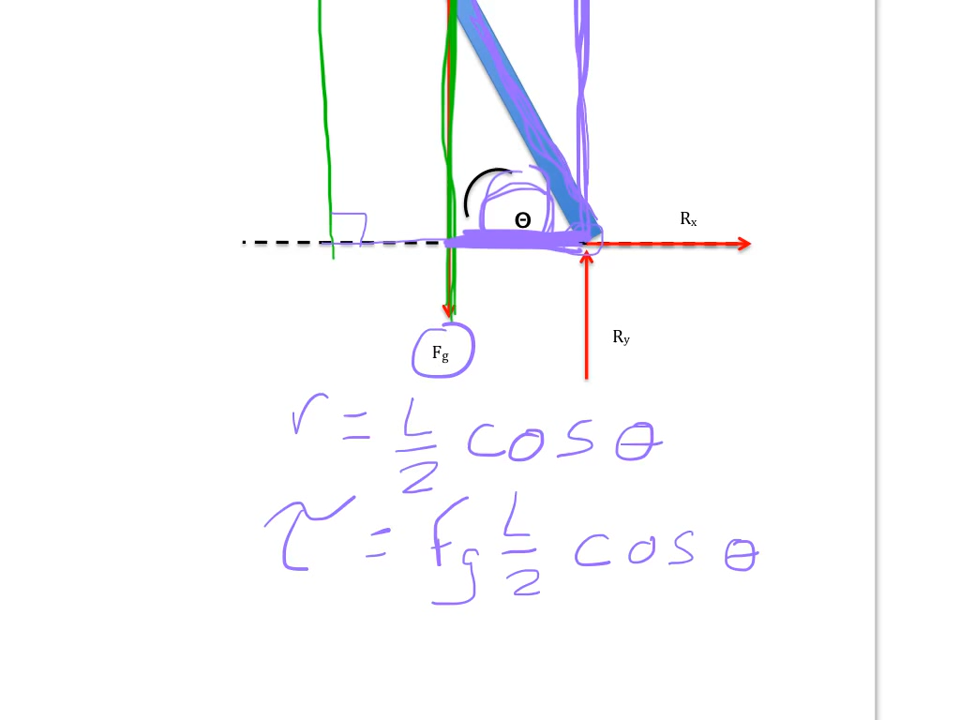 Rx
Θ
Ry
Fg
r = L/2 cos θ
τ = Fg L/2 cos θ